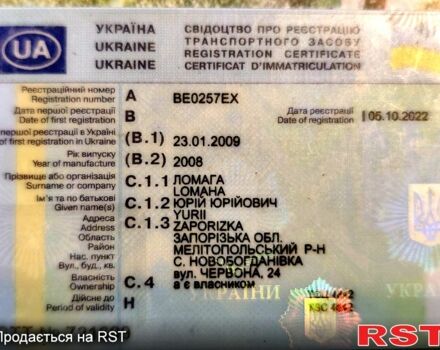 УКРАЇНА
UKRAINE
UKRAINE
СВІДОЦТВО ПРО РЕЄСТРАЦІЮ
ТРАНСПОРТНОГО ЗАСОБУ
REGISTRATION CERTIFICATE
CERTIFICAT D'IMMATRICULATION
UA
Реєстраційний номер
Registration number A BE0257EX
Дата першої реєстрації
Date of first registration B
Дата реєстрації
Date of registration I 05.10.2022
першої реєстрації в Україні
of first registration in Ukraine (B.1) 23.01.2009
Рік випуску
Year of manufacture (B.2) 2008
Прізвище або організація
Surname or company C.1.1 ЛОМАГА
LOMAHA
Ім'я та по батькові
Given name(s) C.1.2 ЮРІЙ ЮРІЙОВИЧ
YURII
Адреса
Address C.1.3 ZAPORIZKA
Область ЗАПОРІЗЬКА ОБЛ.
Район МЕЛІТОПОЛЬСЬКИЙ Р-Н
Нас. пункт С. НОВОБОГДАНІВКА
Вул., буд., кв. вул. ЧЕРВОНА, 24
Власність
Ownership C.4 а є власником
Дійсне до
Period of validity H
УКРАЇНИ
Продається на RST
RST